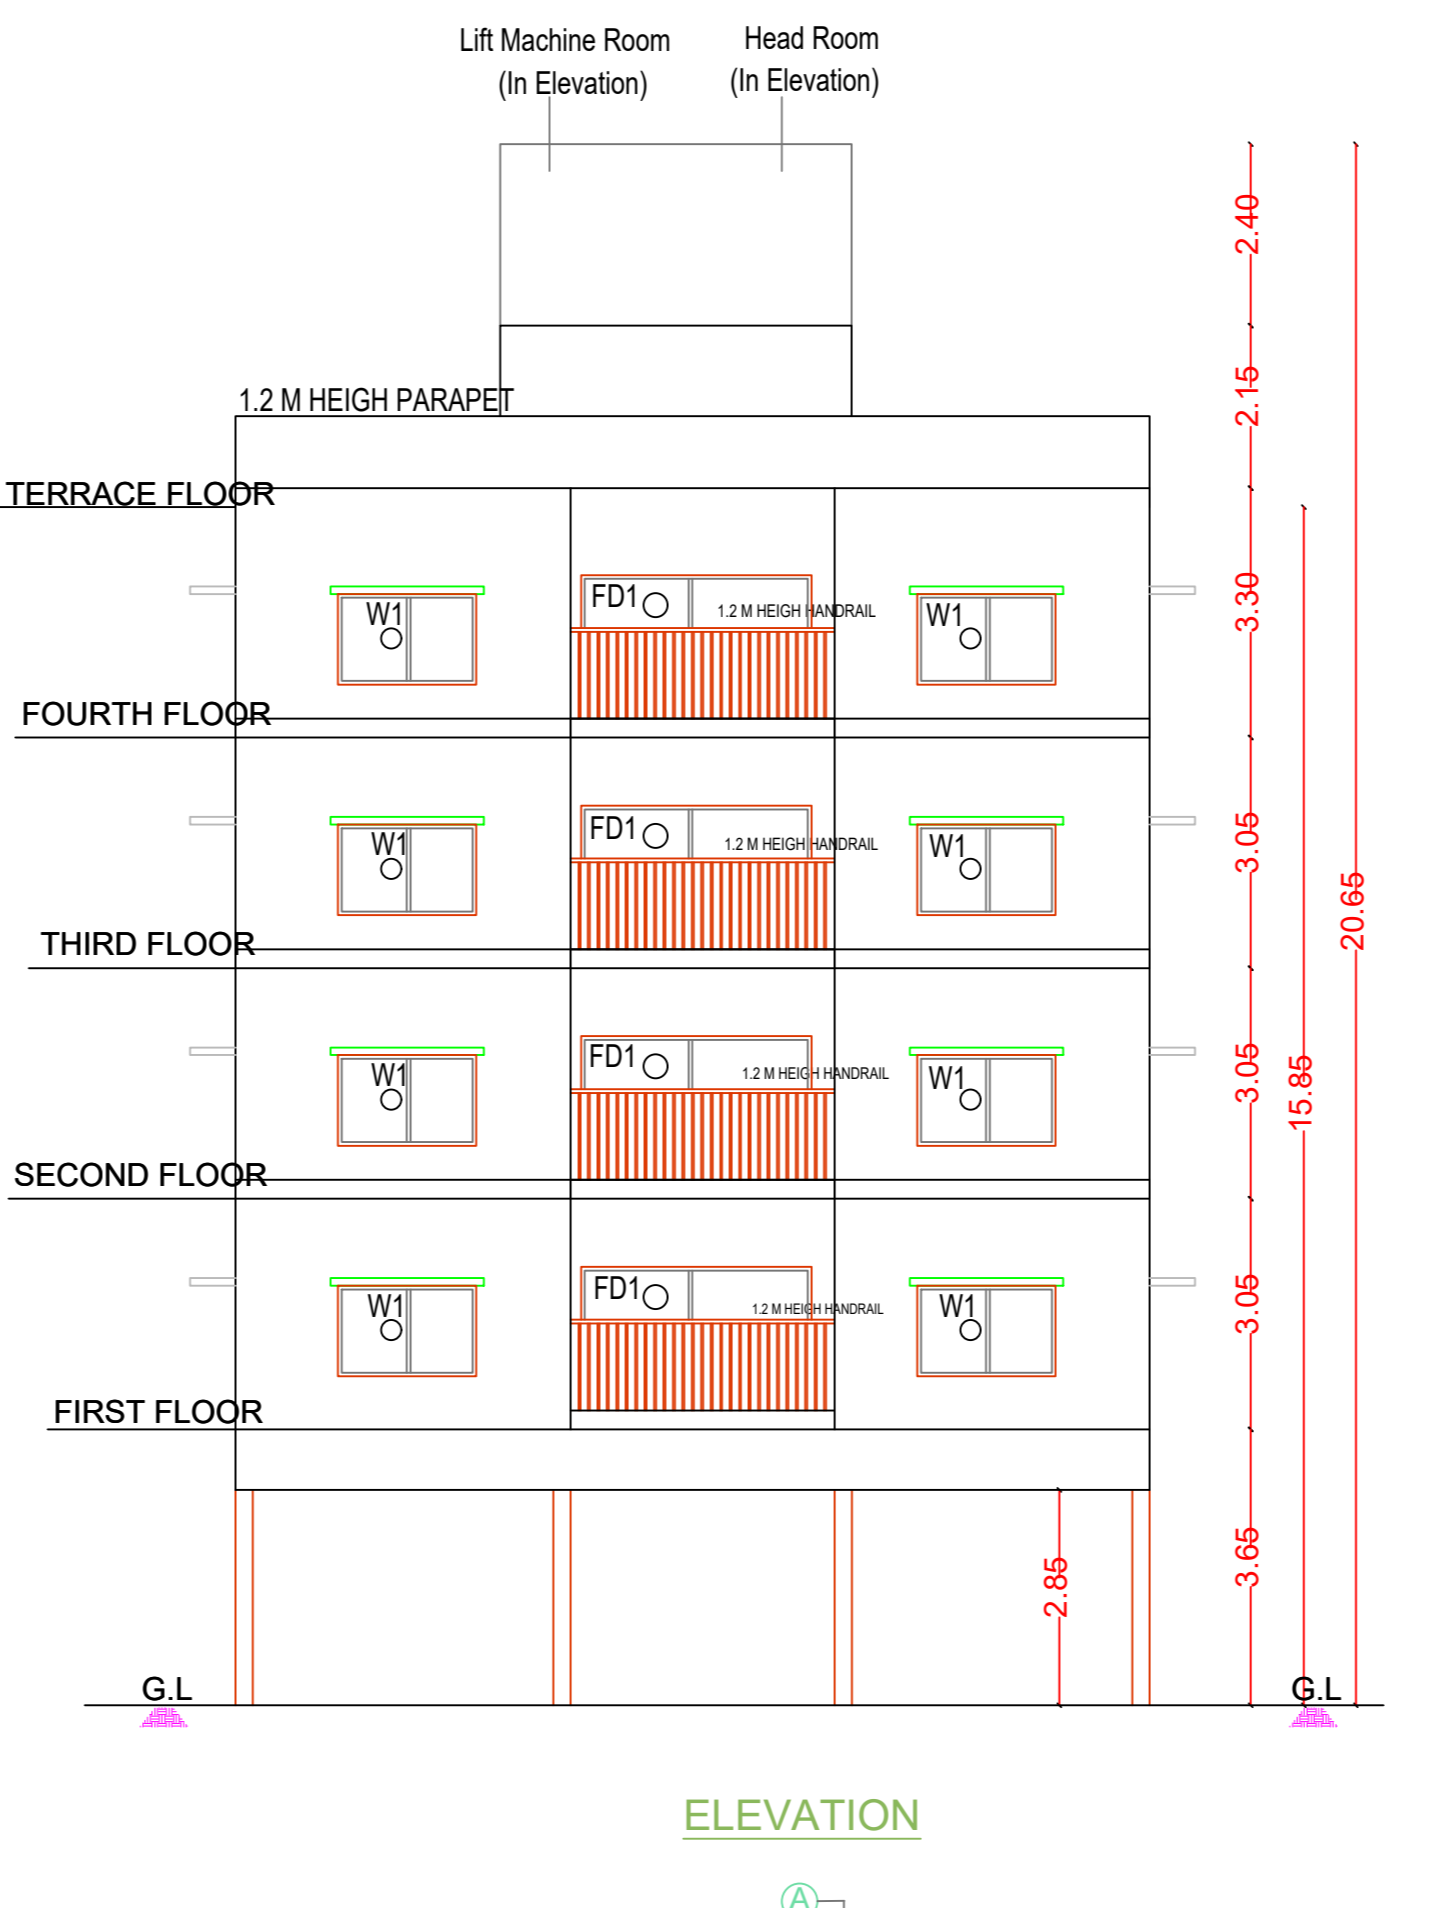 Lift Machine Room
(In Elevation)
Head Room
(In Elevation)
2.40
2.15
1.2 M HEIGH PARAPET
TERRACE FLOOR
3.30
W1
FD1
1.2 M HEIGH HANDRAIL
W1
FOURTH FLOOR
3.05
W1
FD1
1.2 M HEIGH HANDRAIL
W1
20.65
THIRD FLOOR
3.05
W1
FD1
1.2 M HEIGH HANDRAIL
W1
15.85
SECOND FLOOR
3.05
W1
FD1
1.2 M HEIGH HANDRAIL
W1
FIRST FLOOR
2.85
3.65
G.L
G.L
ELEVATION
A